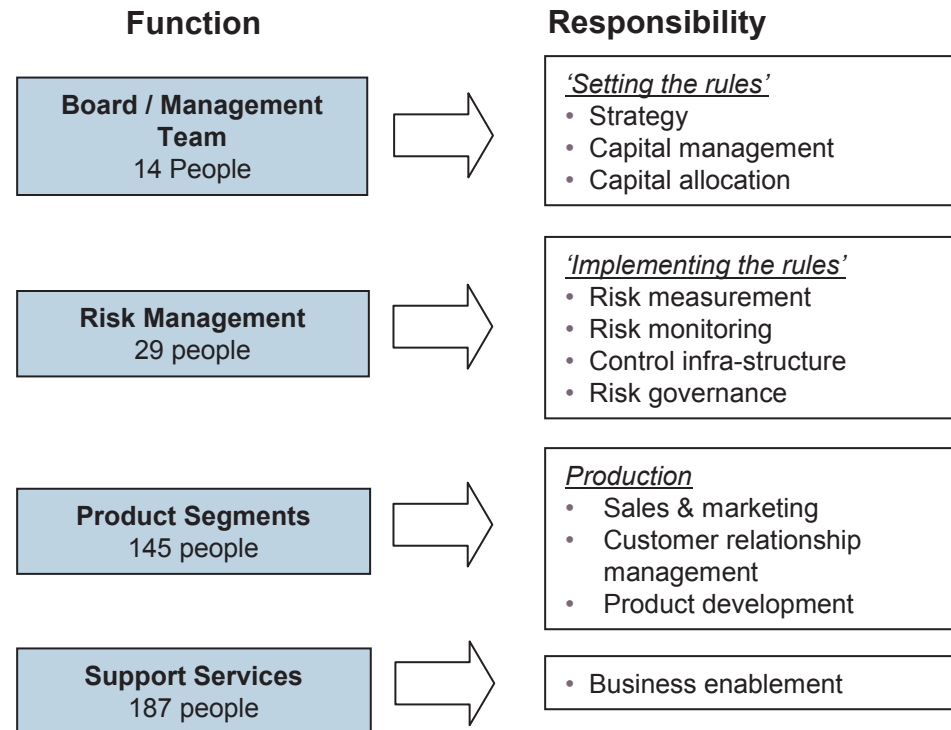 Function
Responsibility
Board / Management
Team
14 People
‘Setting the rules’
• Strategy
• Capital management
• Capital allocation
Risk Management
29 people
‘Implementing the rules’
• Risk measurement
• Risk monitoring
• Control infra-structure
• Risk governance
Product Segments
145 people
Production
• Sales & marketing
• Customer relationship
management
• Product development
Support Services
187 people
• Business enablement